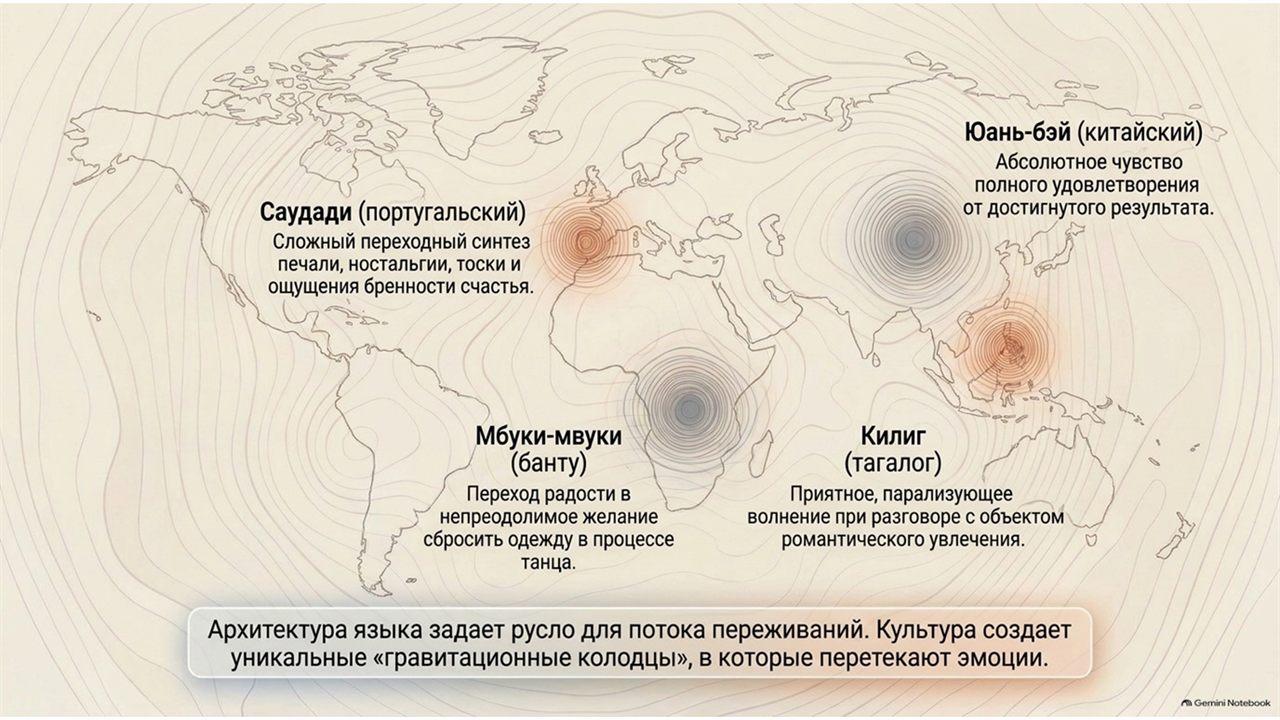 Юань-бэй (китайский)
Абсолютное чувство
полного удовлетворения
от достигнутого результата.
Саудади (португальский)
Сложный переходный синтез
печали, ностальгии, тоски и
ощущения бренности счастья.
Мбуки-мвуки
(банту)
Переход радости в
непреодолимое желание
сбросить одежду в процессе
танца.
Килиг
(тагалог)
Приятное, парализующее
волнение при разговоре с объектом
романтического увлечения.
Архитектура языка задает русло для потока переживаний. Культура создает
уникальные «гравитационные колодцы», в которые перетекают эмоции.
Gemini Notebook